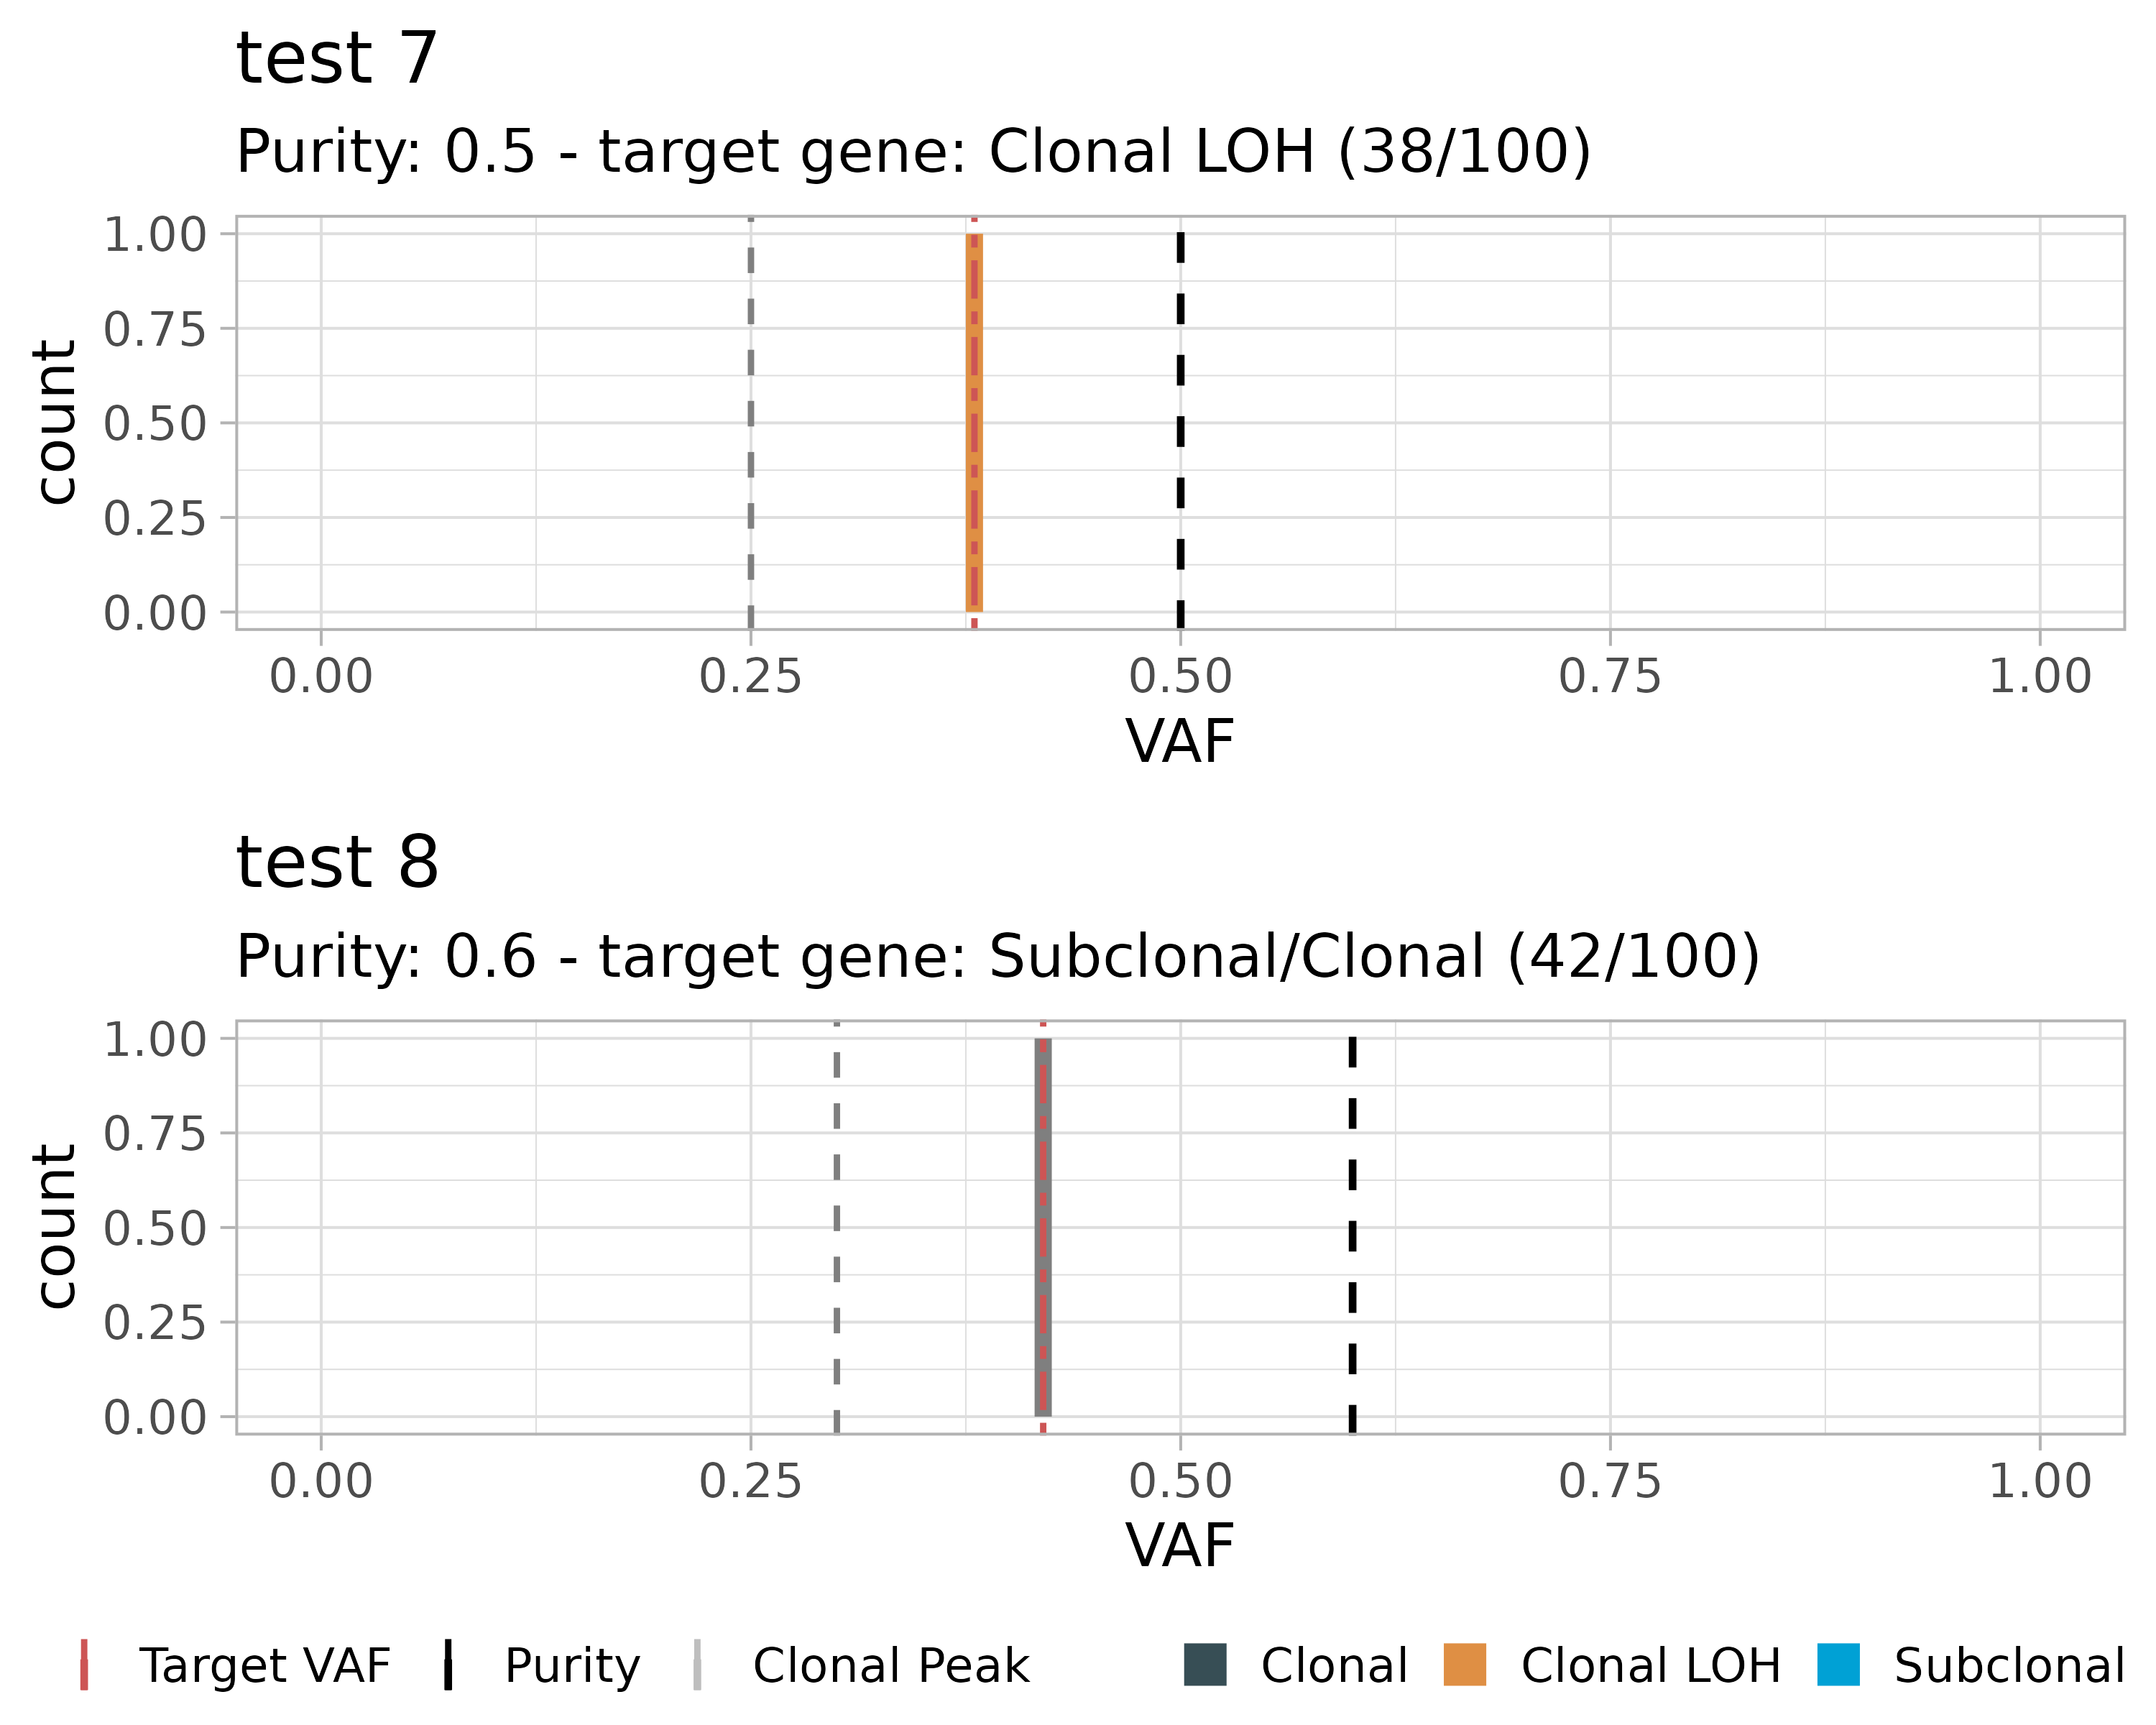 test 7
Purity: 0.5 - target gene: Clonal LOH (38/100)
1.00
0.75
0.50
0.25
0.00
count
0.00 0.25 0.50 0.75 1.00
VAF
test 8
Purity: 0.6 - target gene: Subclonal/Clonal (42/100)
1.00
0.75
0.50
0.25
0.00
count
0.00 0.25 0.50 0.75 1.00
VAF
Target VAF Purity Clonal Peak Clonal Clonal LOH Subclonal